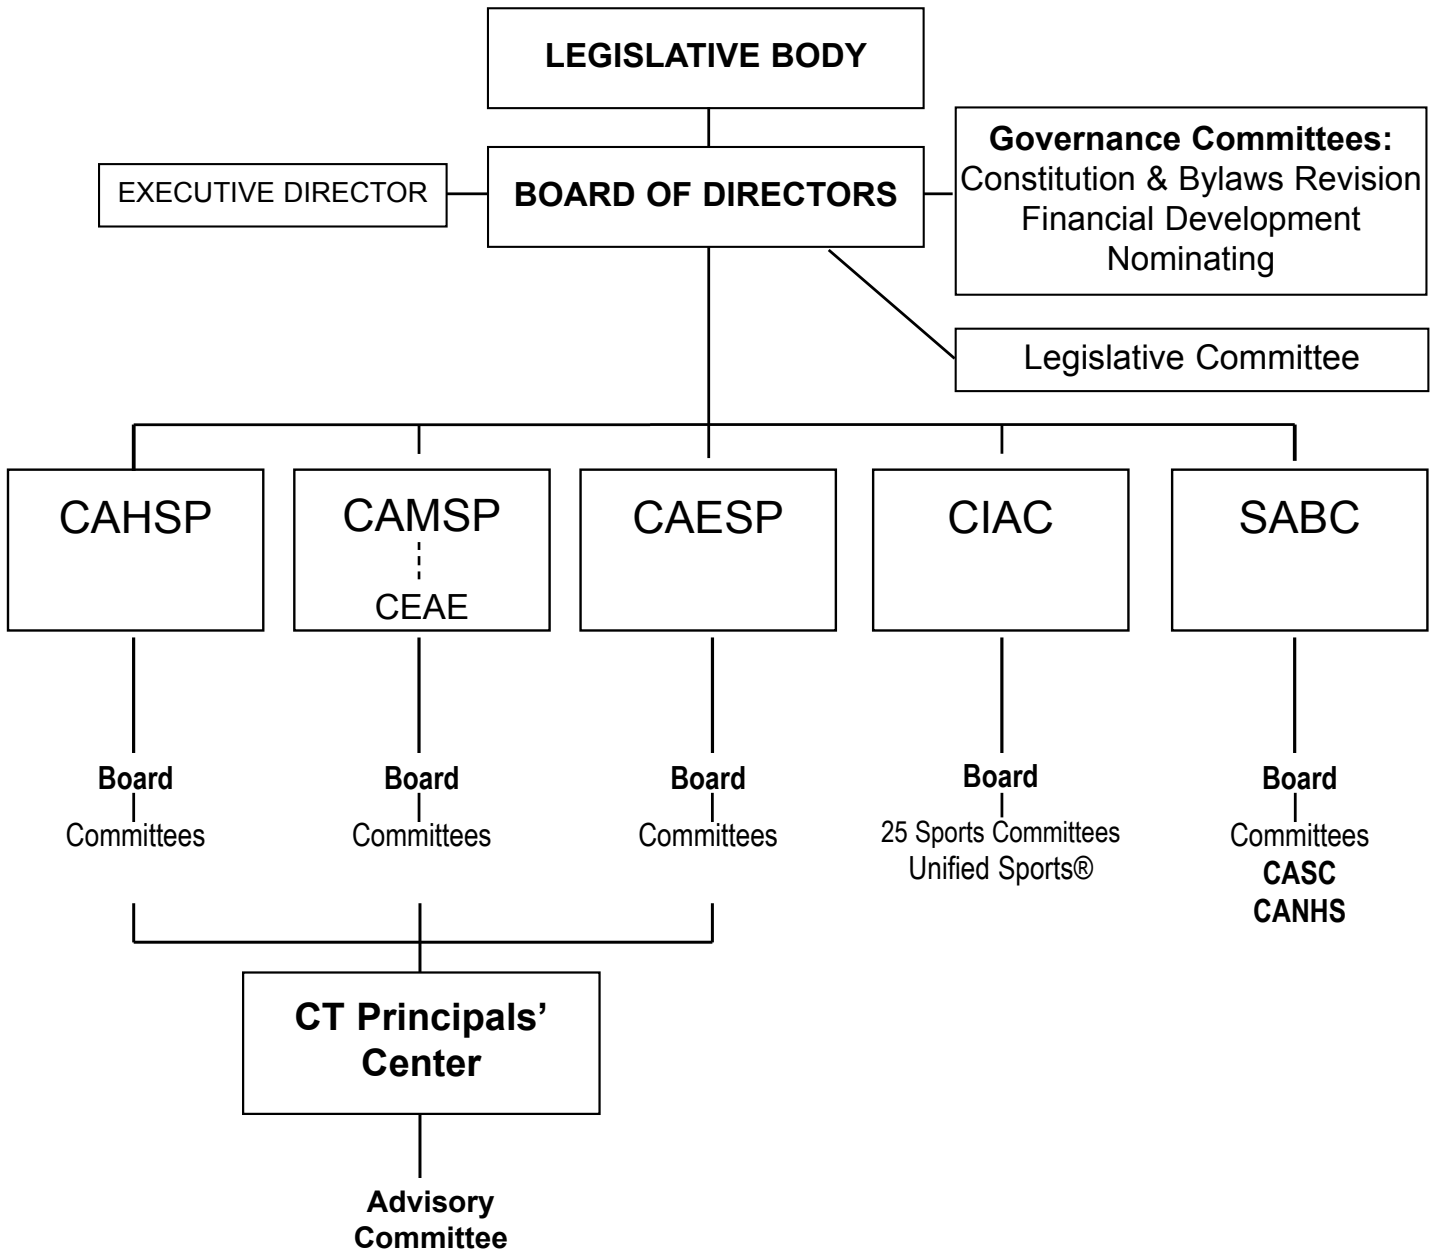 LEGISLATIVE BODY
EXECUTIVE DIRECTOR
BOARD OF DIRECTORS
Governance Committees:
Constitution & Bylaws Revision
Financial Development
Nominating
Legislative Committee
CAHSP
CAMSP
CEAE
CAESP
CIAC
SABC
Board
Committees
Board
Committees
Board
Committees
Board
25 Sports Committees
Unified Sports®
Board
Committees
CASC
CANHS
CT Principals’
Center
Advisory
Committee